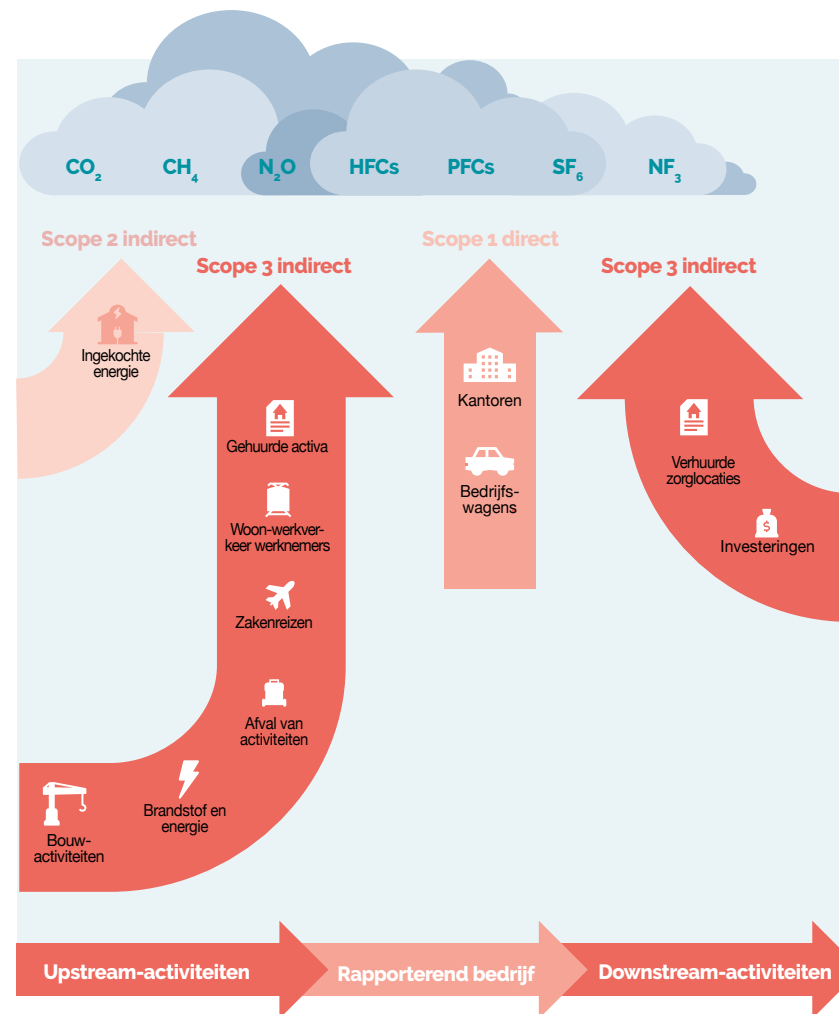 CO₂ CH₄ N₂O HFCs PFCs SF₆ NF₃
Scope 2 indirect
Ingekochte
energie
Scope 3 indirect
Gehuurde activa
Woon-werkver-
keer werknemers
Zakenreizen
Afval van
activiteiten
Brandstof en
energie
Bouw-
activiteiten
Scope 1 direct
Kantoren
Bedrijfs-
wagens
Scope 3 indirect
Verhuurde
zorglocaties
$
Investeringen
Upstream-activiteiten
Rapporterend bedrijf
Downstream-activiteiten